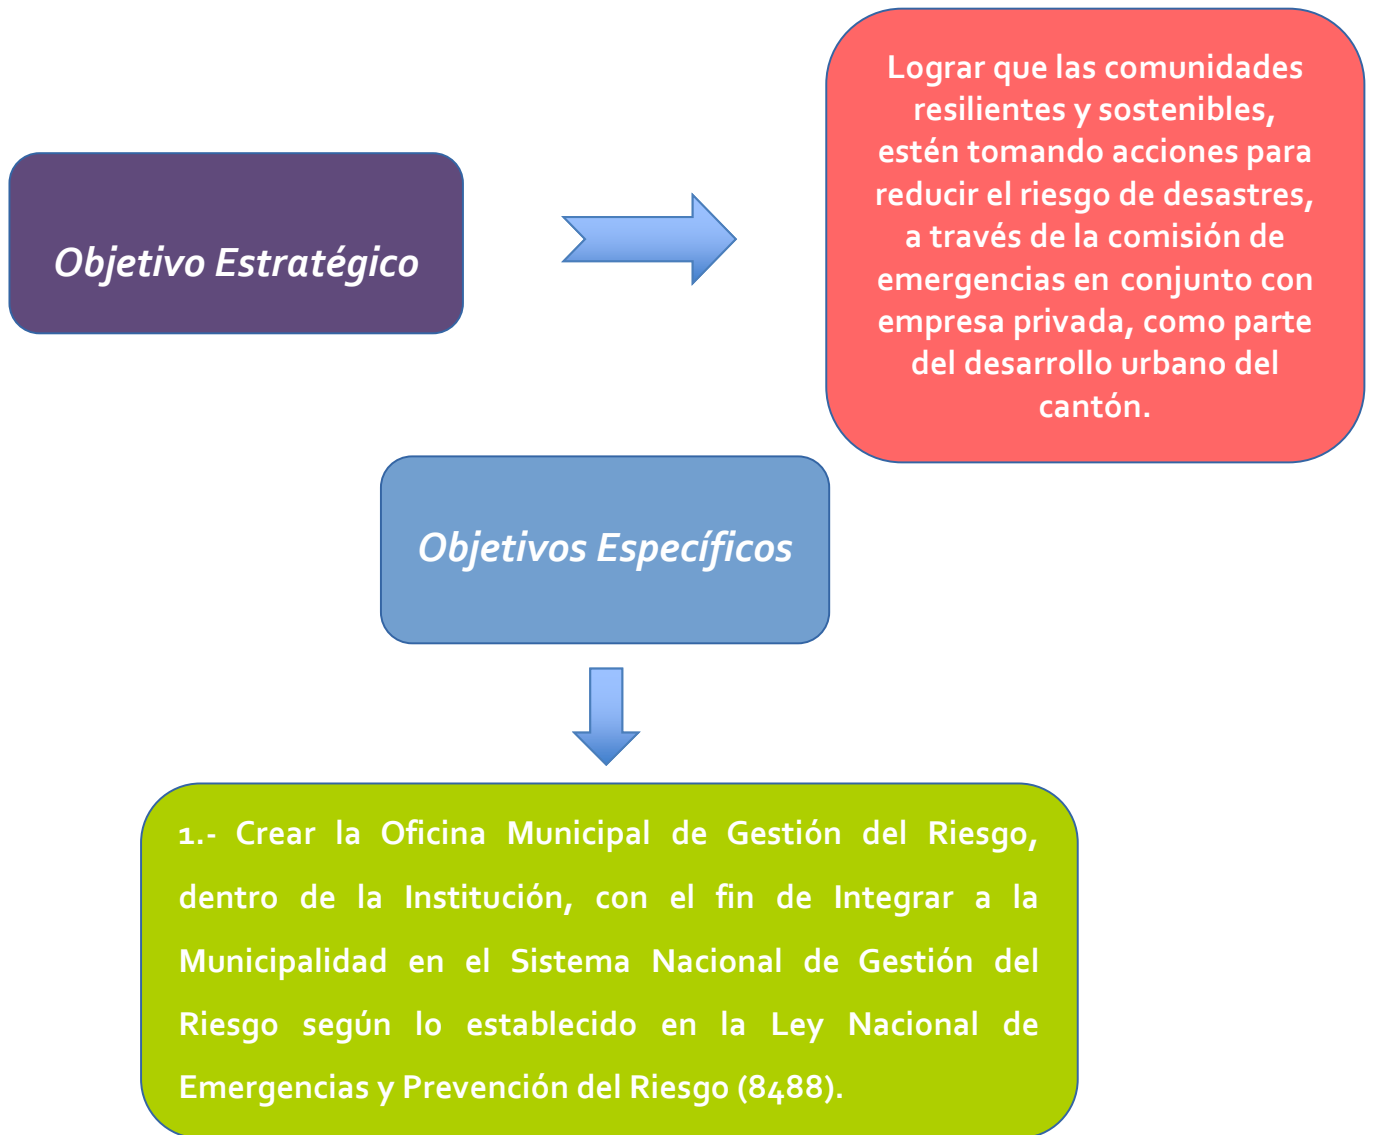 Objetivo Estratégico
Lograr que las comunidades
resilientes y sostenibles,
estén tomando acciones para
reducir el riesgo de desastres,
a través de la comisión de
emergencias en conjunto con
empresa privada, como parte
del desarrollo urbano del
cantón.
Objetivos Específicos
1.- Crear la Oficina Municipal de Gestión del Riesgo,
dentro de la Institución, con el fin de Integrar a la
Municipalidad en el Sistema Nacional de Gestión del
Riesgo según lo establecido en la Ley Nacional de
Emergencias y Prevención del Riesgo (8488).